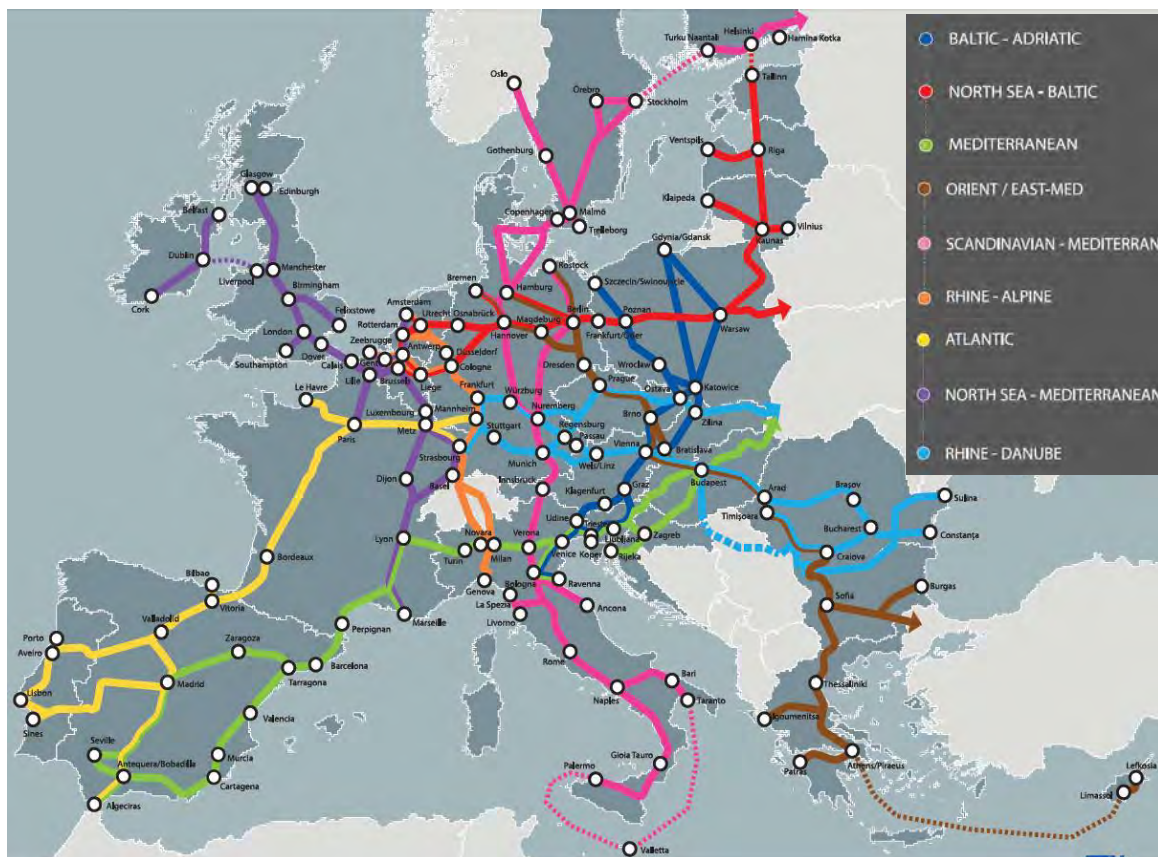 BALTIC - ADRIATIC
NORTH SEA - BALTIC
MEDITERRANEAN
ORIENT / EAST-MED
SCANDINAVIAN - MEDITERRAN
RHINE - ALPINE
ATLANTIC
NORTH SEA - MEDITERRANEAN
RHINE - DANUBE
Turku Naantali
Helsinki
Hamina Kotka
Oslo
Örebro
Stockholm
Tallinn
Gothenburg
Ventspils
Riga
Glasgow
Edinburgh
Belfast
Klaipeda
Copenhagen
Malmö
Trelleborg
Kaunas
Vilnius
Gdynia/Gdansk
Dublin
Liverpool
Manchester
Cork
Birmingham
Felixstowe
Bremen
Rostock
Hamburg
Szczecin/Swinoujscie
Amsterdam
Utrecht
Osnabrück
Magdeburg
Berlin
Poznan
Warsaw
London
Rotterdam
Hannover
Frankfurt/Oder
Southampton
Dover
Zeebrugge
Antwerp
Düsseldorf
Calais
Cologne
Dresden
Wroclaw
Lille
Brussels
Liège
Katowice
Le Havre
Frankfurt
Würzburg
Prague
Ostava
Luxembourg
Mannheim
Nuremberg
Brno
Zilina
Paris
Metz
Stuttgart
Regensburg
Passau
Vienna
Bratislava
Strasbourg
Munich
Wels/Linz
Dijon
Basel
Innsbruck
Klagenfurt
Graz
Budapest
Arad
Braşov
Sulina
Timişoara
Bucharest
Constanţa
Udine
Lyon
Novara
Verona
Venice
Koper
Ljubljana
Zagreb
Rijeka
Craiova
Turin
Milan
Bordeaux
Genova
Bologna
Ravenna
Bilbao
Vitoria
La Spezia
Ancona
Sofia
Burgas
Marseille
Livorno
Valladolid
Perpignan
Porto
Aveiro
Zaragoza
Barcelona
Rome
Madrid
Tarragona
Bari
Thessaliniki
Lisbon
Naples
Taranto
Sines
Valencia
Igoumenitsa
Seville
Murcia
Gioia Tauro
Patras
Athens/Piraeus
Antequera/Bobadilla
Cartagena
Palermo
Lefkosia
Limassol
Algeciras
Valletta